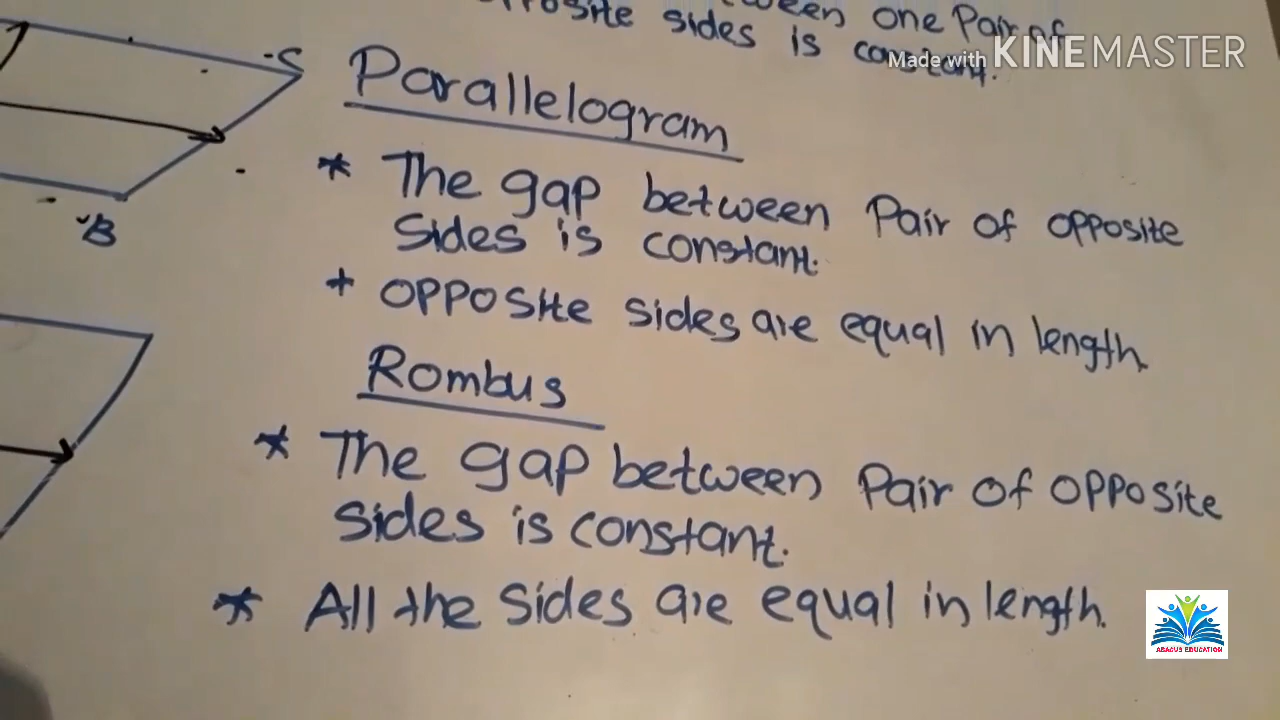 one Pair of
sides is constant.
Made with KINEMASTER
S
Parallelogram
* The gap between Pair of opposite
Sides is constant.
B
+ opposite sides are equal in length
Rombus
* The gap between Pair of opposite
sides is constant.
* All the sides are equal in length.
ABACUS EDUCATION